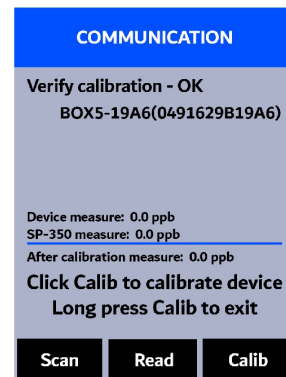 COMMUNICATION
Verify calibration - OK
BOX5-19A6(0491629B19A6)
Device measure: 0.0 ppb
SP-350 measure: 0.0 ppb
After calibration measure: 0.0 ppb
Click Calib to calibrate device
Long press Calib to exit
Scan Read Calib